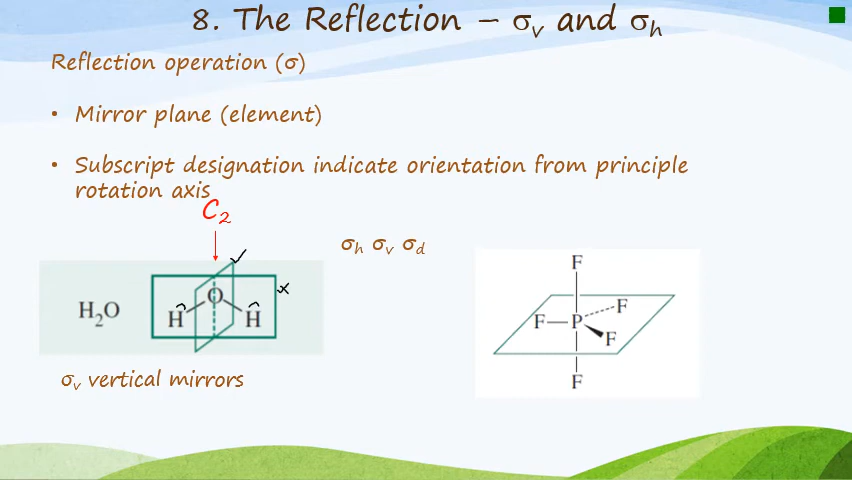 8. The Reflection – σv and σh
Reflection operation (σ)
• Mirror plane (element)
• Subscript designation indicate orientation from principle
rotation axis
C2
σh σv σd
H2O
O
H
H
σv vertical mirrors
F
F
F—P
F
F